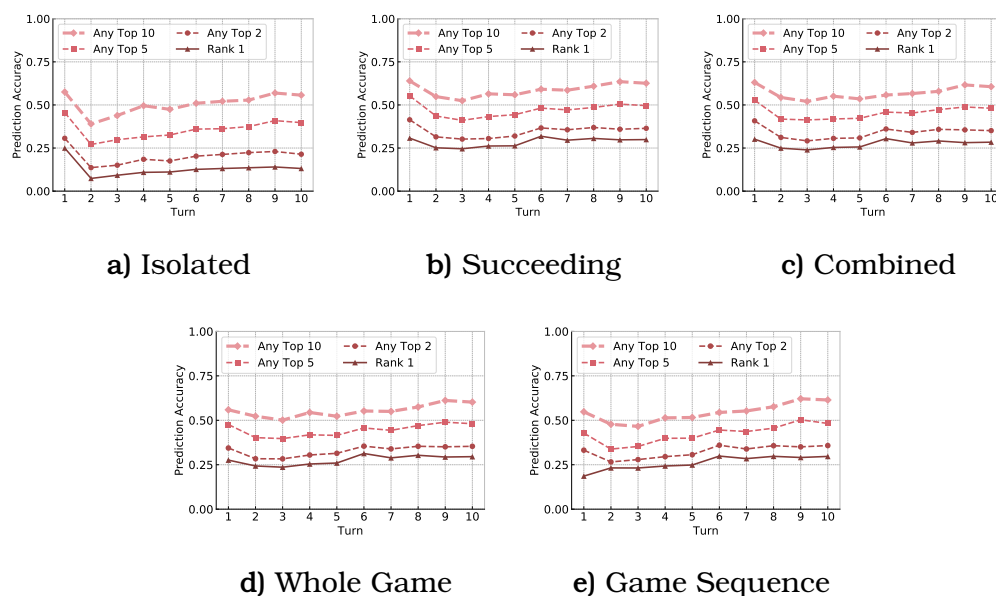 1.00
Any Top 10 Any Top 2
Any Top 5 Rank 1
0.75
0.50
0.25
0.00
Prediction Accuracy
1 2 3 4 5 6 7 8 9 10
Turn
a) Isolated
1.00
Any Top 10 Any Top 2
Any Top 5 Rank 1
0.75
0.50
0.25
0.00
Prediction Accuracy
1 2 3 4 5 6 7 8 9 10
Turn
b) Succeeding
1.00
Any Top 10 Any Top 2
Any Top 5 Rank 1
0.75
0.50
0.25
0.00
Prediction Accuracy
1 2 3 4 5 6 7 8 9 10
Turn
c) Combined
1.00
Any Top 10 Any Top 2
Any Top 5 Rank 1
0.75
0.50
0.25
0.00
Prediction Accuracy
1 2 3 4 5 6 7 8 9 10
Turn
d) Whole Game
1.00
Any Top 10 Any Top 2
Any Top 5 Rank 1
0.75
0.50
0.25
0.00
Prediction Accuracy
1 2 3 4 5 6 7 8 9 10
Turn
e) Game Sequence